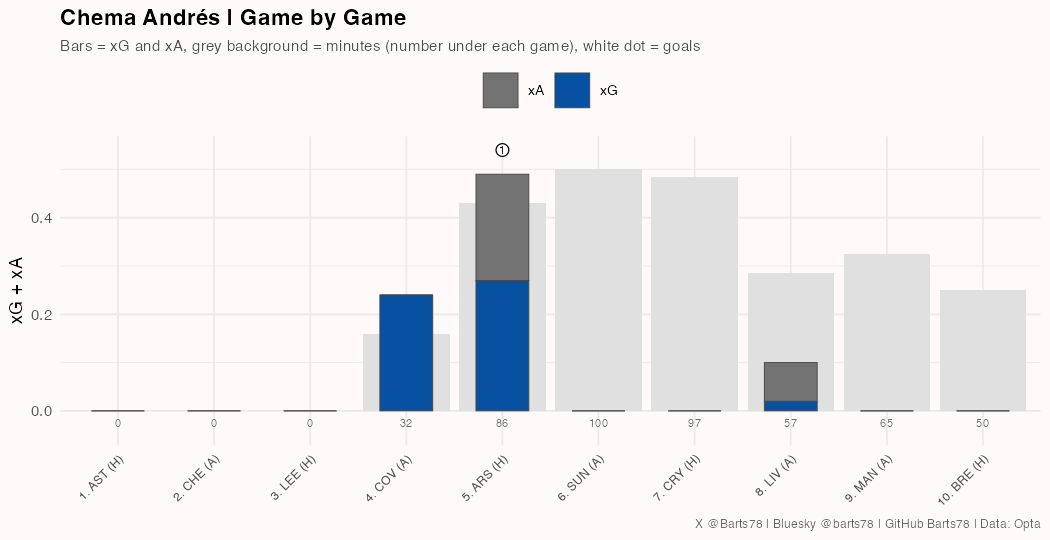 Chema Andrés | Game by Game
Bars = xG and xA, grey background = minutes (number under each game), white dot = goals
xA
xG
1
xG + xA
0.4
0.2
0.0
0
0
0
32
86
100
97
57
65
50
1. AST (H)
2. CHE (A)
3. LEE (H)
4. COV (A)
5. ARS (H)
6. SUN (A)
7. CRY (H)
8. LIV (A)
9. MAN (A)
10. BRE (H)
X @Barts78 | Bluesky @barts78 | GitHub Barts78 | Data: Opta